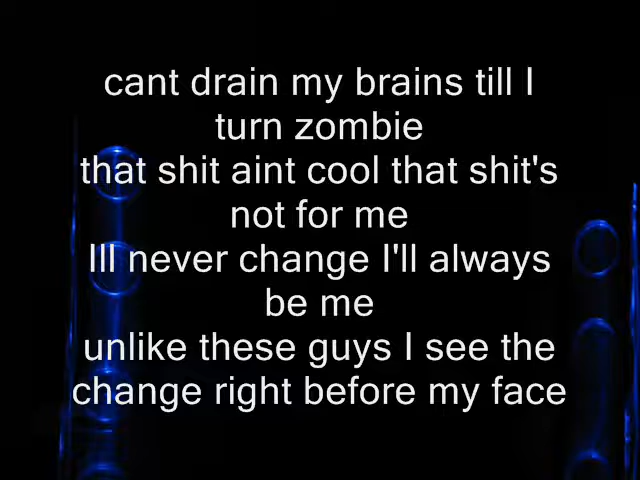 cant drain my brains till I
turn zombie
that shit aint cool that shit's
not for me
Ill never change I'll always
be me
unlike these guys I see the
change right before my face